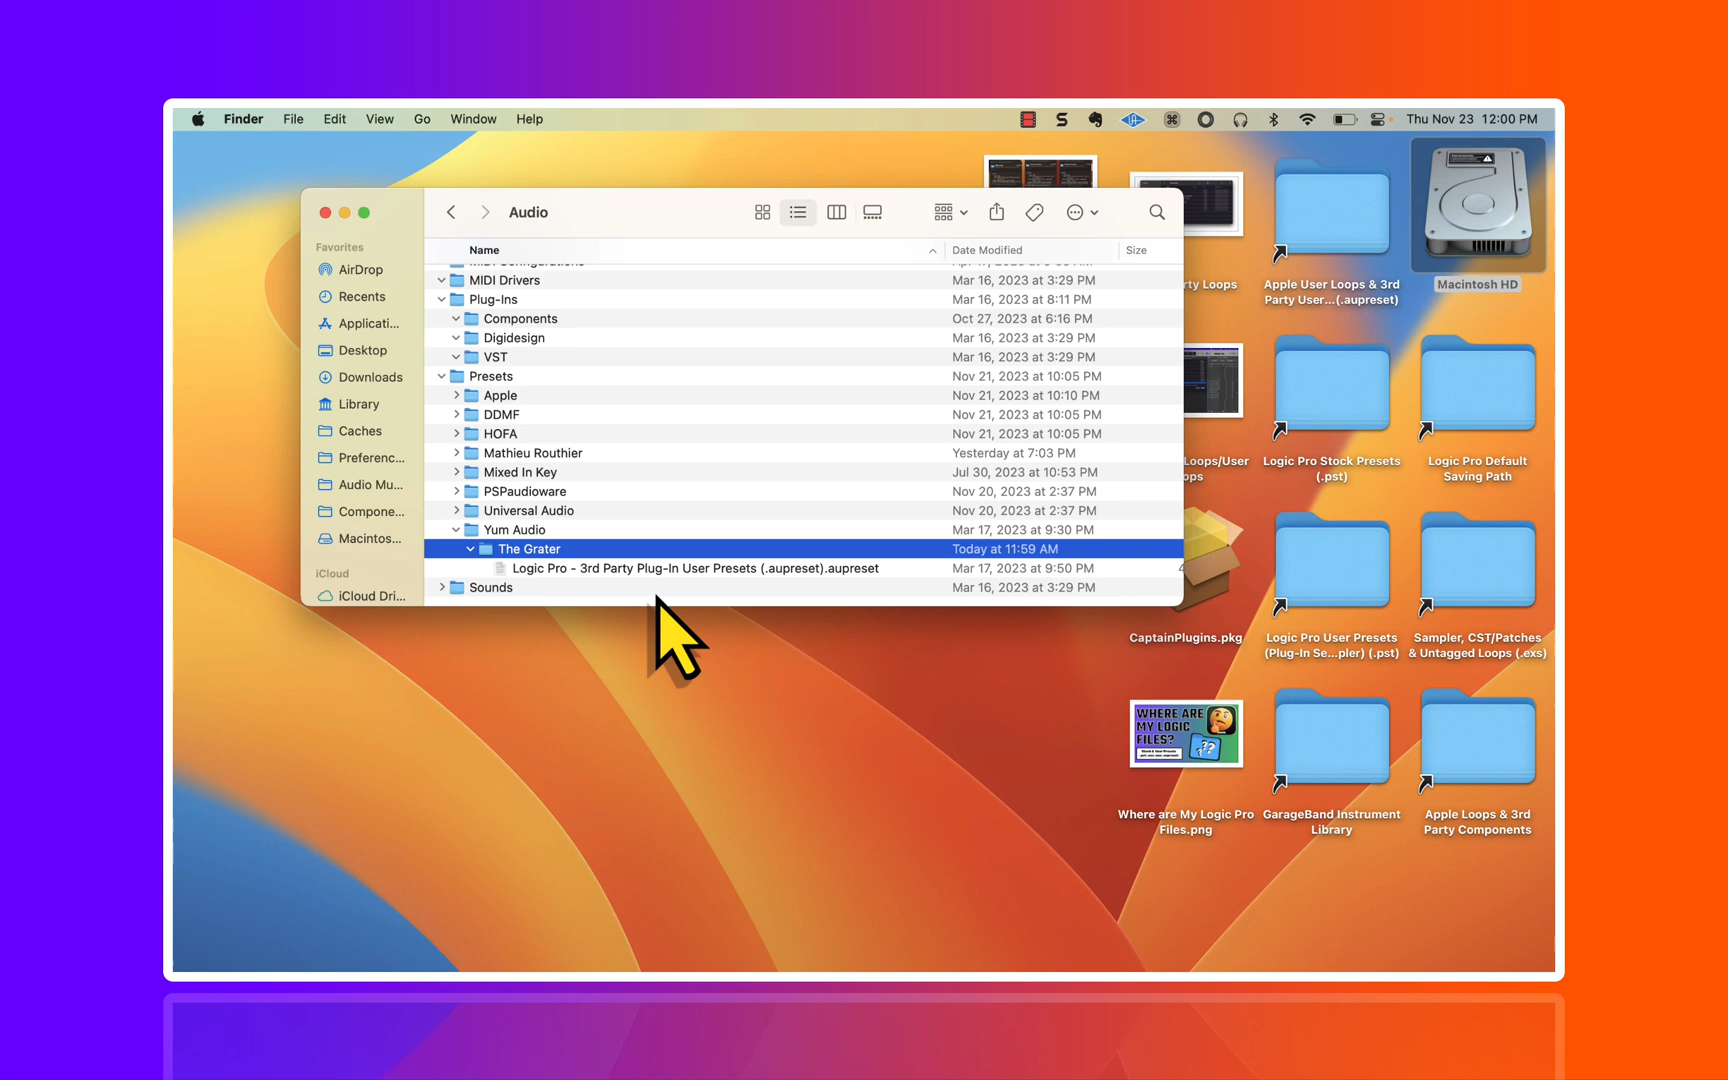 Finder File Edit View Go Window Help
Thu Nov 23 12:00 PM
Audio
Favorites
AirDrop
Recents
Applicati...
Desktop
Downloads
Library
Caches
Preferenc...
Audio Mu...
Compone...
Macintos...
iCloud
iCloud Dri...
Name Date Modified Size
MIDI Drivers Mar 16, 2023 at 3:29 PM
Plug-Ins Mar 16, 2023 at 8:11 PM
Components Oct 27, 2023 at 6:16 PM
Digidesign Mar 16, 2023 at 3:29 PM
VST Mar 16, 2023 at 3:29 PM
Presets Nov 21, 2023 at 10:05 PM
Apple Nov 21, 2023 at 10:10 PM
DDMF Nov 21, 2023 at 10:05 PM
HOFA Nov 21, 2023 at 10:05 PM
Mathieu Routhier Yesterday at 7:03 PM
Mixed In Key Jul 30, 2023 at 10:53 PM
PSPaudioware Nov 20, 2023 at 2:37 PM
Universal Audio Nov 20, 2023 at 2:37 PM
Yum Audio Mar 17, 2023 at 9:30 PM
The Grater Today at 11:59 AM
Logic Pro - 3rd Party Plug-In User Presets (.aupreset).aupreset Mar 17, 2023 at 9:50 PM
Sounds Mar 16, 2023 at 3:29 PM
Loops
Apple User Loops & 3rd
Party User...(.aupreset)
Macintosh HD
Loops/User
Logic Pro Stock Presets
(.pst)
Logic Pro Default
Saving Path
CaptainPlugins.pkg
Logic Pro User Presets
(Plug-In Se...pler) (.pst)
Sampler, CST/Patches
& Untagged Loops (.exs)
WHERE ARE
MY LOGIC
FILES?
??
Where are My Logic Pro
Files.png
GarageBand Instrument
Library
Apple Loops & 3rd
Party Components